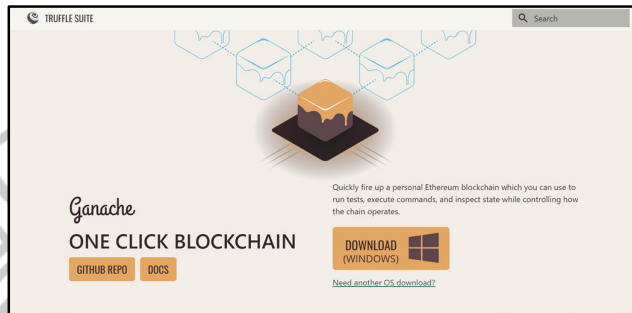 TRUFFLE SUITE
Search
Ganache
ONE CLICK BLOCKCHAIN
GITHUB REPO
DOCS
Quickly fire up a personal Ethereum blockchain which you can use to
run tests, execute commands, and inspect state while controlling how
the chain operates.
DOWNLOAD
(WINDOWS)
Need another OS download?